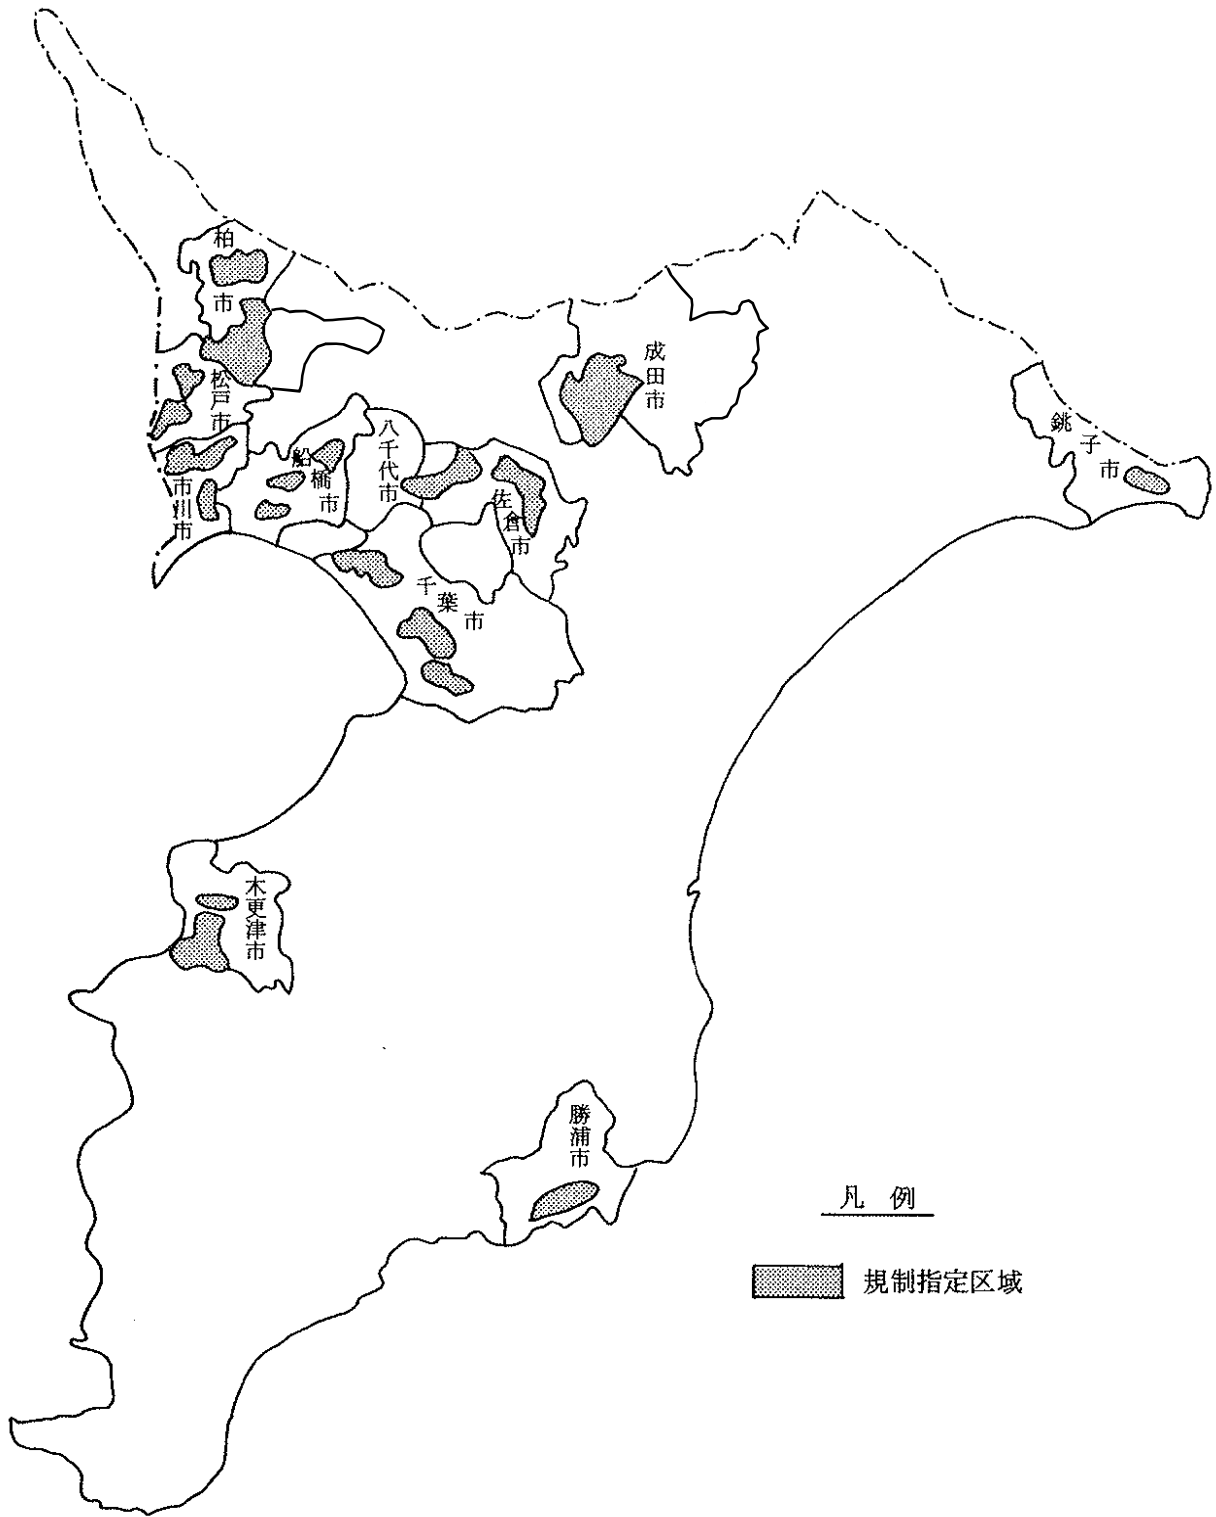 柏市
松戸市
市川市
船橋市
八千代市
佐倉市
千葉市
成田市
銚子市
木更津市
勝浦市
凡例
規制指定区域